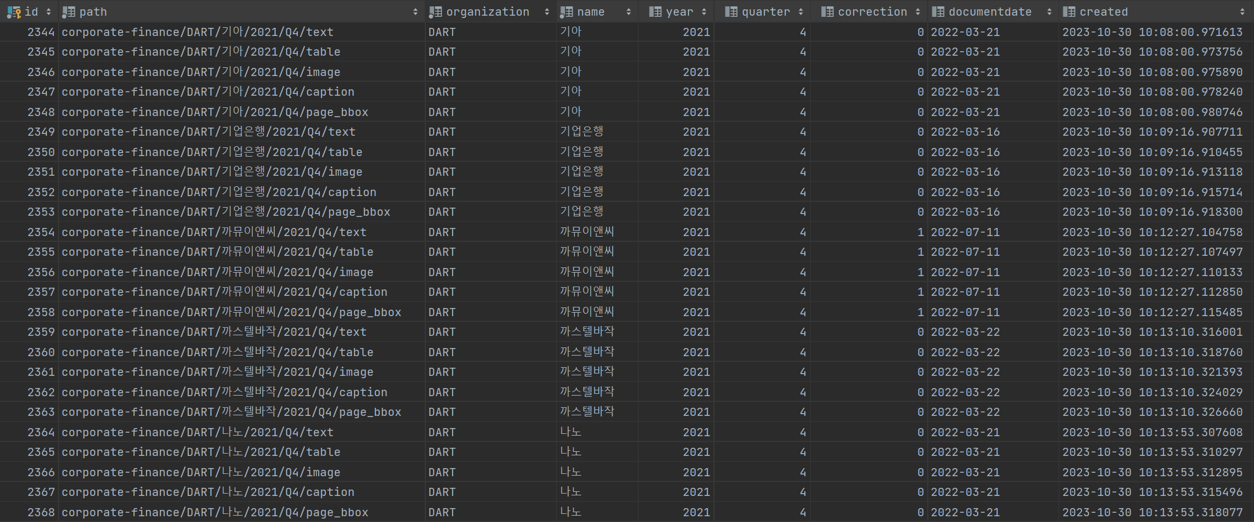 id path organization name year quarter correction documentdate created
2344 corporate-finance/DART/기아/2021/Q4/text DART 기아 2021 4 0 2022-03-21 2023-10-30 10:08:00.971613
2345 corporate-finance/DART/기아/2021/Q4/table DART 기아 2021 4 0 2022-03-21 2023-10-30 10:08:00.973756
2346 corporate-finance/DART/기아/2021/Q4/image DART 기아 2021 4 0 2022-03-21 2023-10-30 10:08:00.975890
2347 corporate-finance/DART/기아/2021/Q4/caption DART 기아 2021 4 0 2022-03-21 2023-10-30 10:08:00.978240
2348 corporate-finance/DART/기아/2021/Q4/page_bbox DART 기아 2021 4 0 2022-03-21 2023-10-30 10:08:00.980746
2349 corporate-finance/DART/기업은행/2021/Q4/text DART 기업은행 2021 4 0 2022-03-16 2023-10-30 10:09:16.907711
2350 corporate-finance/DART/기업은행/2021/Q4/table DART 기업은행 2021 4 0 2022-03-16 2023-10-30 10:09:16.910455
2351 corporate-finance/DART/기업은행/2021/Q4/image DART 기업은행 2021 4 0 2022-03-16 2023-10-30 10:09:16.913118
2352 corporate-finance/DART/기업은행/2021/Q4/caption DART 기업은행 2021 4 0 2022-03-16 2023-10-30 10:09:16.915714
2353 corporate-finance/DART/기업은행/2021/Q4/page_bbox DART 기업은행 2021 4 0 2022-03-16 2023-10-30 10:09:16.918300
2354 corporate-finance/DART/까뮤이앤씨/2021/Q4/text DART 까뮤이앤씨 2021 4 1 2022-07-11 2023-10-30 10:12:27.104758
2355 corporate-finance/DART/까뮤이앤씨/2021/Q4/table DART 까뮤이앤씨 2021 4 1 2022-07-11 2023-10-30 10:12:27.107497
2356 corporate-finance/DART/까뮤이앤씨/2021/Q4/image DART 까뮤이앤씨 2021 4 1 2022-07-11 2023-10-30 10:12:27.110133
2357 corporate-finance/DART/까뮤이앤씨/2021/Q4/caption DART 까뮤이앤씨 2021 4 1 2022-07-11 2023-10-30 10:12:27.112850
2358 corporate-finance/DART/까뮤이앤씨/2021/Q4/page_bbox DART 까뮤이앤씨 2021 4 1 2022-07-11 2023-10-30 10:12:27.115485
2359 corporate-finance/DART/까스텔바작/2021/Q4/text DART 까스텔바작 2021 4 0 2022-03-22 2023-10-30 10:13:10.316001
2360 corporate-finance/DART/까스텔바작/2021/Q4/table DART 까스텔바작 2021 4 0 2022-03-22 2023-10-30 10:13:10.318760
2361 corporate-finance/DART/까스텔바작/2021/Q4/image DART 까스텔바작 2021 4 0 2022-03-22 2023-10-30 10:13:10.321393
2362 corporate-finance/DART/까스텔바작/2021/Q4/caption DART 까스텔바작 2021 4 0 2022-03-22 2023-10-30 10:13:10.324029
2363 corporate-finance/DART/까스텔바작/2021/Q4/page_bbox DART 까스텔바작 2021 4 0 2022-03-22 2023-10-30 10:13:10.326660
2364 corporate-finance/DART/나노/2021/Q4/text DART 나노 2021 4 0 2022-03-21 2023-10-30 10:13:53.307608
2365 corporate-finance/DART/나노/2021/Q4/table DART 나노 2021 4 0 2022-03-21 2023-10-30 10:13:53.310297
2366 corporate-finance/DART/나노/2021/Q4/image DART 나노 2021 4 0 2022-03-21 2023-10-30 10:13:53.312895
2367 corporate-finance/DART/나노/2021/Q4/caption DART 나노 2021 4 0 2022-03-21 2023-10-30 10:13:53.315496
2368 corporate-finance/DART/나노/2021/Q4/page_bbox DART 나노 2021 4 0 2022-03-21 2023-10-30 10:13:53.318077